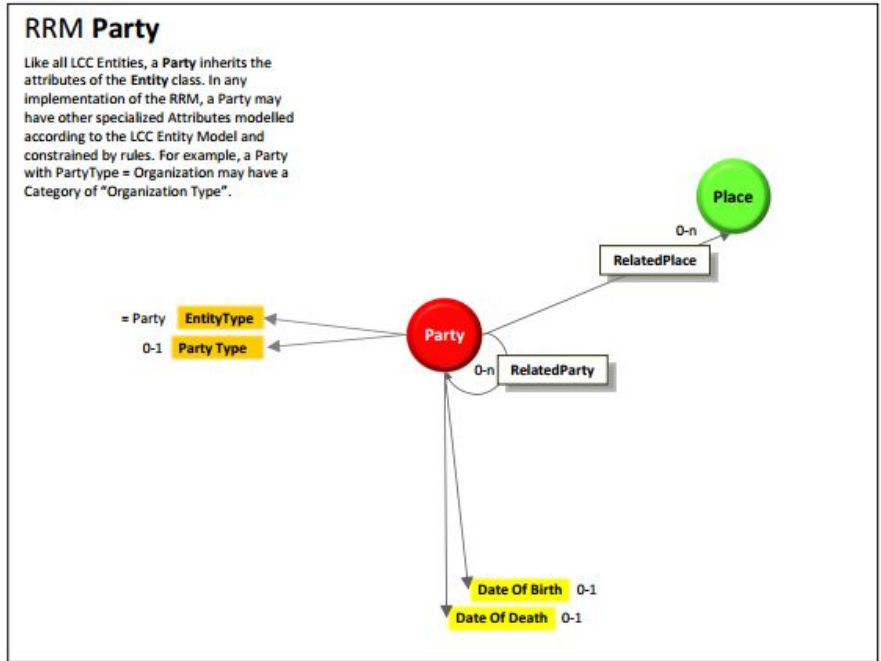 RRM Party
Like all LCC Entities, a Party inherits the
attributes of the Entity class. In any
implementation of the RRM, a Party may
have other specialized Attributes modelled
according to the LCC Entity Model and
constrained by rules. For example, a Party
with PartyType = Organization may have a
Category of “Organization Type”.
Place
0-n
RelatedPlace
= Party EntityType
Party
0-1 Party Type
0-n RelatedParty
Date Of Birth 0-1
Date Of Death 0-1